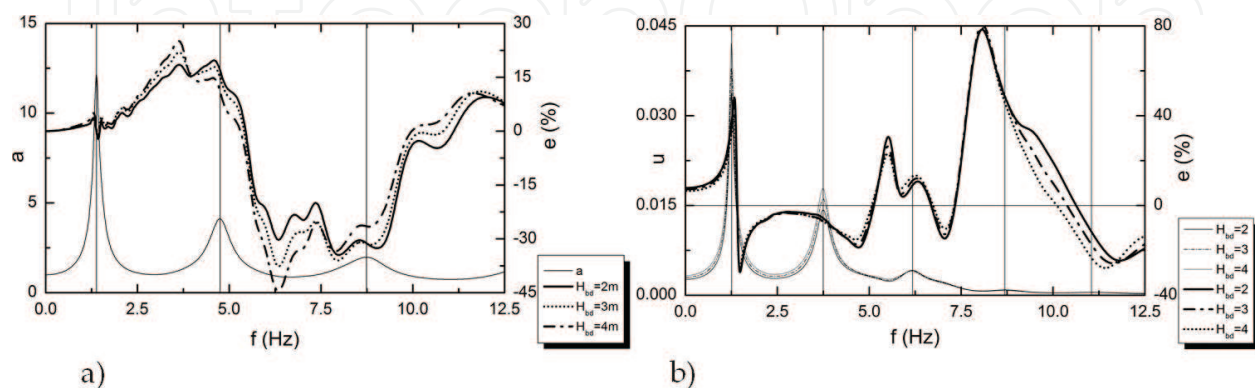 a
15
10
5
0
0.0 2.5 5.0 7.5 10.0 12.5
f (Hz)
30
15
0
-15
-30
-45
e (%)
a
H_bd=2m
H_bd=3m
H_bd=4m
a)
u
0.045
0.030
0.015
0.000
0.0 2.5 5.0 7.5 10.0 12.5
f (Hz)
80
40
0
-40
e (%)
H_bd=2
H_bd=3
H_bd=4
H_bd=2
H_bd=3
H_bd=4
b)